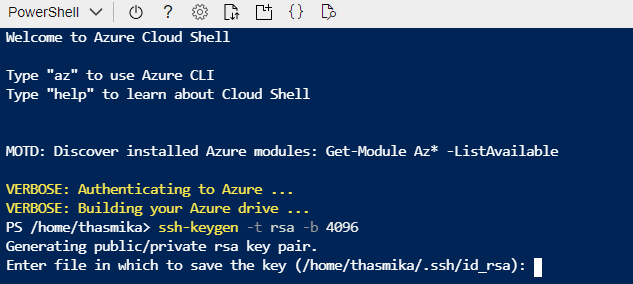 PowerShell
Welcome to Azure Cloud Shell
Type "az" to use Azure CLI
Type "help" to learn about Cloud Shell
MOTD: Discover installed Azure modules: Get-Module Az* -ListAvailable
VERBOSE: Authenticating to Azure ...
VERBOSE: Building your Azure drive ...
PS /home/thasmika> ssh-keygen -t rsa -b 4096
Generating public/private rsa key pair.
Enter file in which to save the key (/home/thasmika/.ssh/id_rsa):